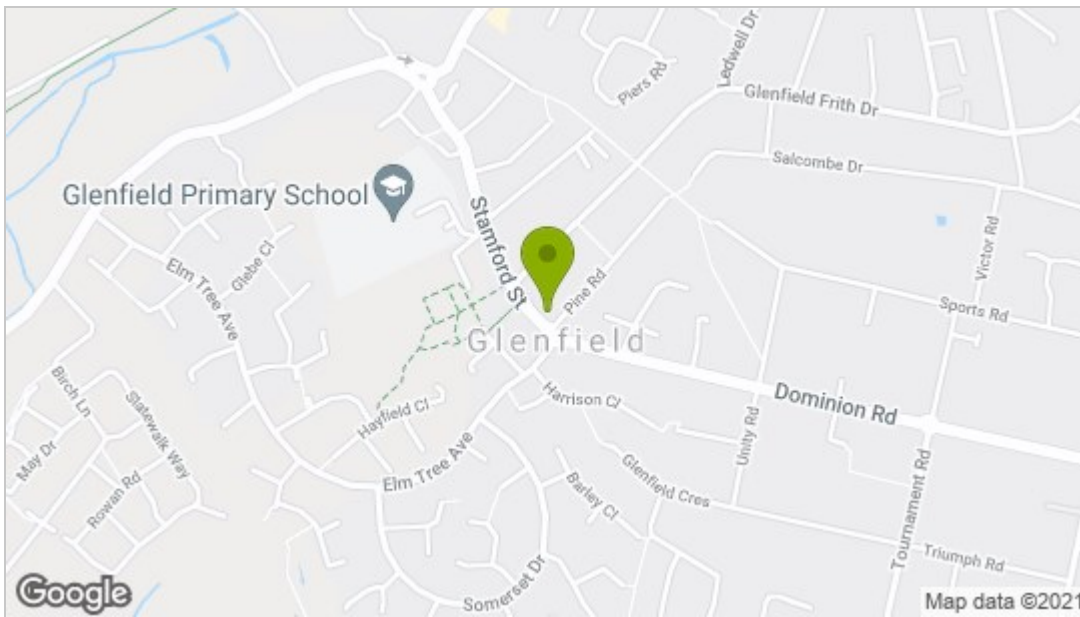 Ledwell Dr
Piers Rd
Glenfield Frith Dr
Salcombe Dr
Glenfield Primary School
Stamford St
Victor Rd
Glebe Cl
Elm Tree Ave
Pine Rd
Sports Rd
Glenfield
Birch Ln
Slatewalk Way
Hayfield Cl
Harrison Cl
Dominion Rd
Unity Rd
May Dr
Rowan Rd
Elm Tree Ave
Barley Cl
Glenfield Cres
Tournament Rd
Triumph Rd
Somerset Dr
Google
Map data ©2021